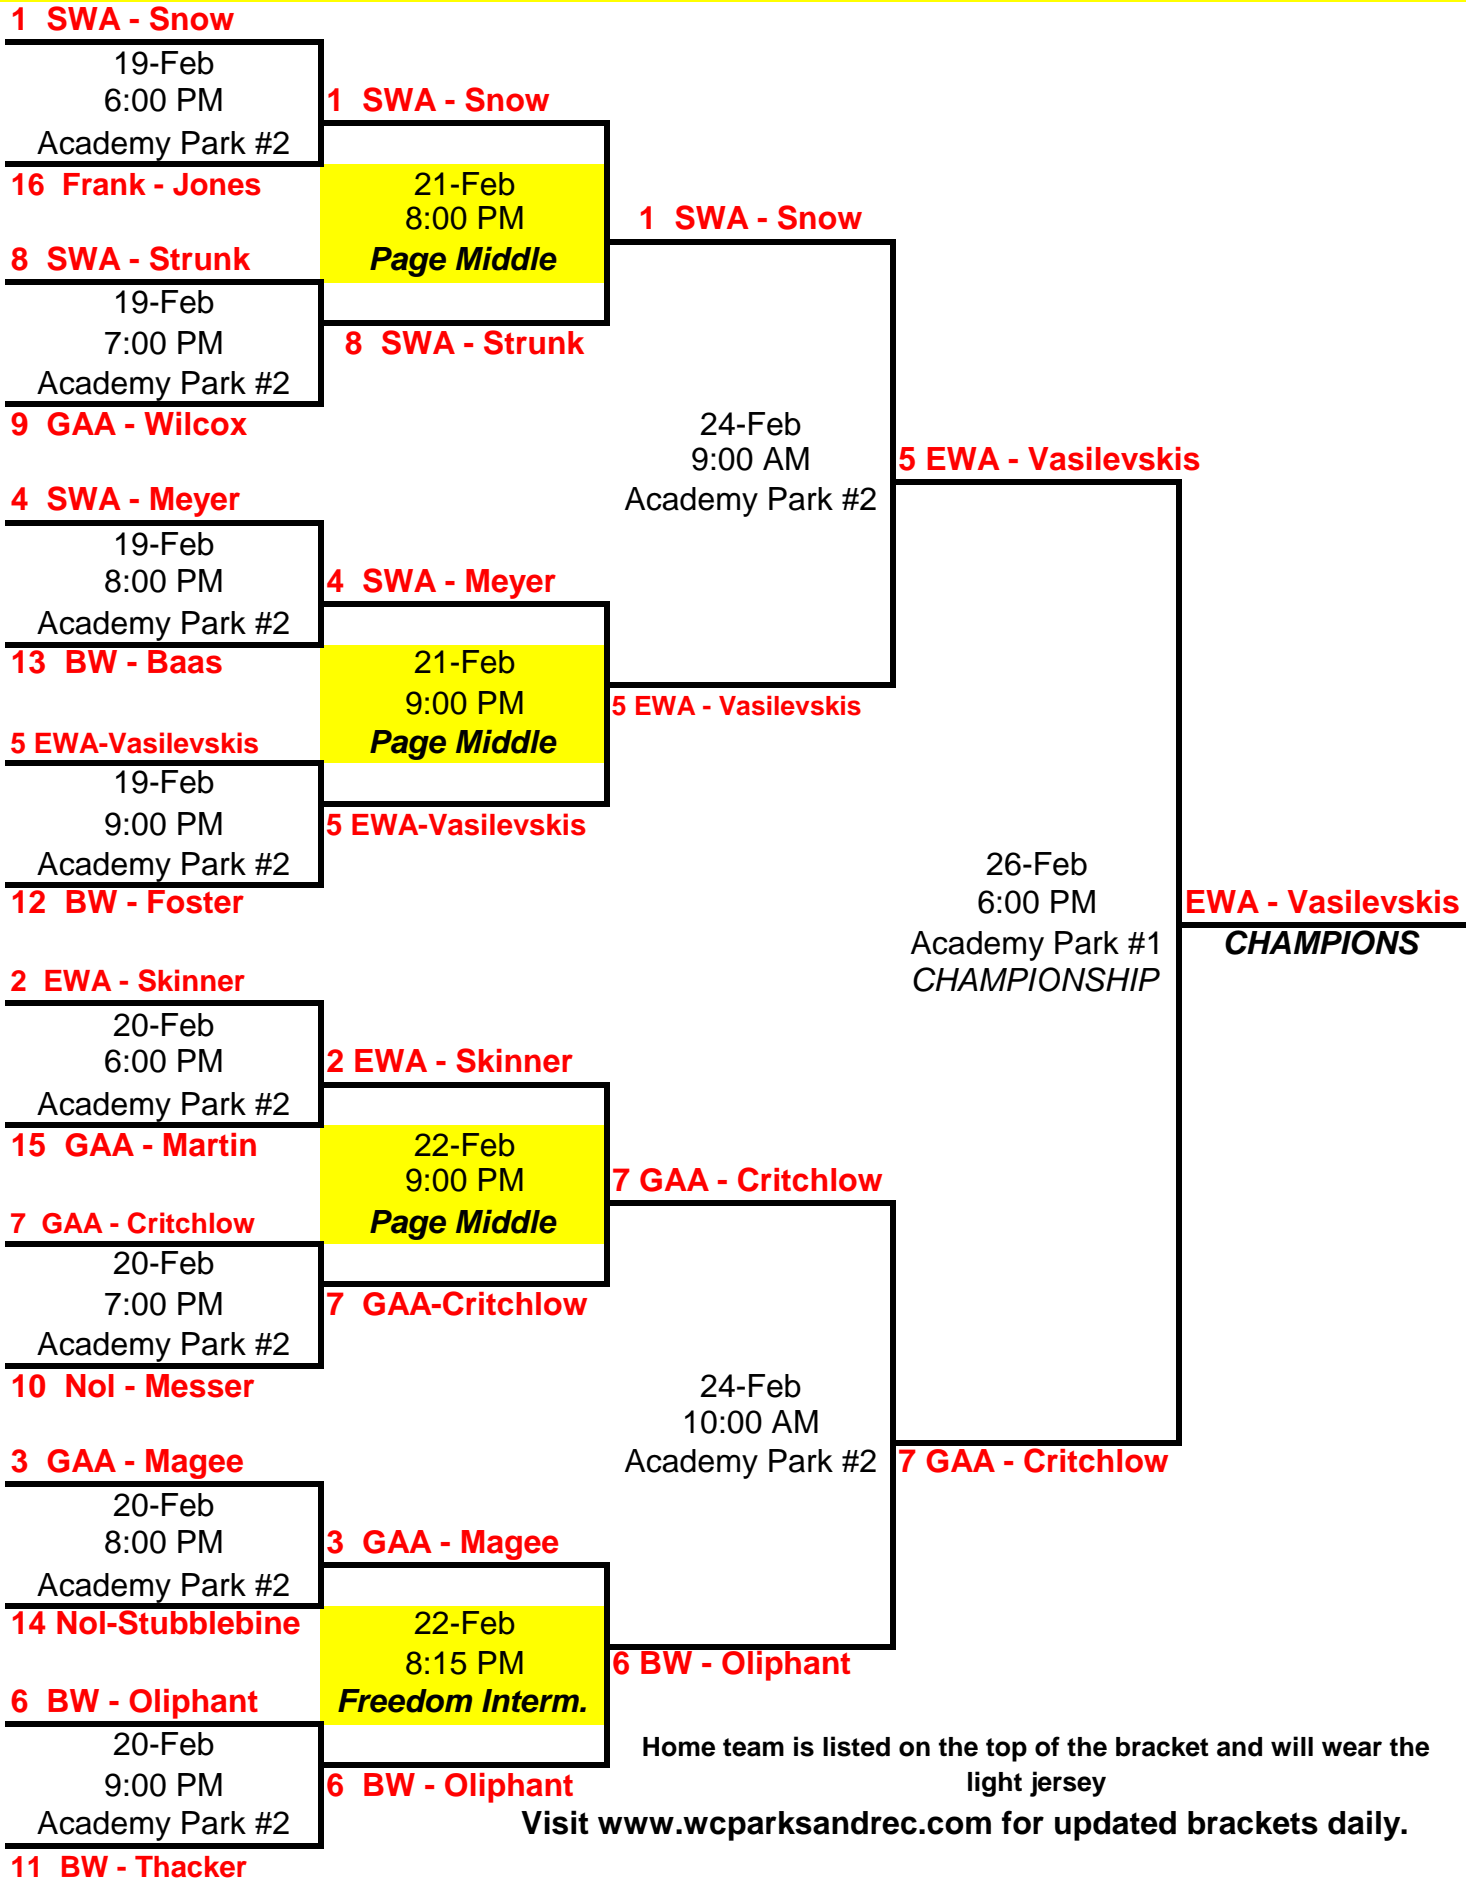 1 SWA - Snow
19-Feb
6:00 PM
Academy Park #2
16 Frank - Jones
8 SWA - Strunk
19-Feb
7:00 PM
Academy Park #2
9 GAA - Wilcox
4 SWA - Meyer
19-Feb
8:00 PM
Academy Park #2
13 BW - Baas
5 EWA-Vasilevskis
19-Feb
9:00 PM
Academy Park #2
12 BW - Foster
2 EWA - Skinner
20-Feb
6:00 PM
Academy Park #2
15 GAA - Martin
7 GAA - Critchlow
20-Feb
7:00 PM
Academy Park #2
10 Nol - Messer
3 GAA - Magee
20-Feb
8:00 PM
Academy Park #2
14 Nol-Stubblebine
6 BW - Oliphant
20-Feb
9:00 PM
Academy Park #2
11 BW - Thacker
1 SWA - Snow
21-Feb
8:00 PM
Page Middle
8 SWA - Strunk
4 SWA - Meyer
21-Feb
9:00 PM
Page Middle
5 EWA-Vasilevskis
2 EWA - Skinner
22-Feb
9:00 PM
Page Middle
7 GAA-Critchlow
3 GAA - Magee
22-Feb
8:15 PM
Freedom Interm.
6 BW - Oliphant
1 SWA - Snow
24-Feb
9:00 AM
Academy Park #2
5 EWA - Vasilevskis
7 GAA - Critchlow
24-Feb
10:00 AM
Academy Park #2
6 BW - Oliphant
5 EWA - Vasilevskis
26-Feb
6:00 PM
Academy Park #1
CHAMPIONSHIP
7 GAA - Critchlow
EWA - Vasilevskis
CHAMPIONS
Home team is listed on the top of the bracket and will wear the
light jersey
Visit www.wcparksandrec.com for updated brackets daily.